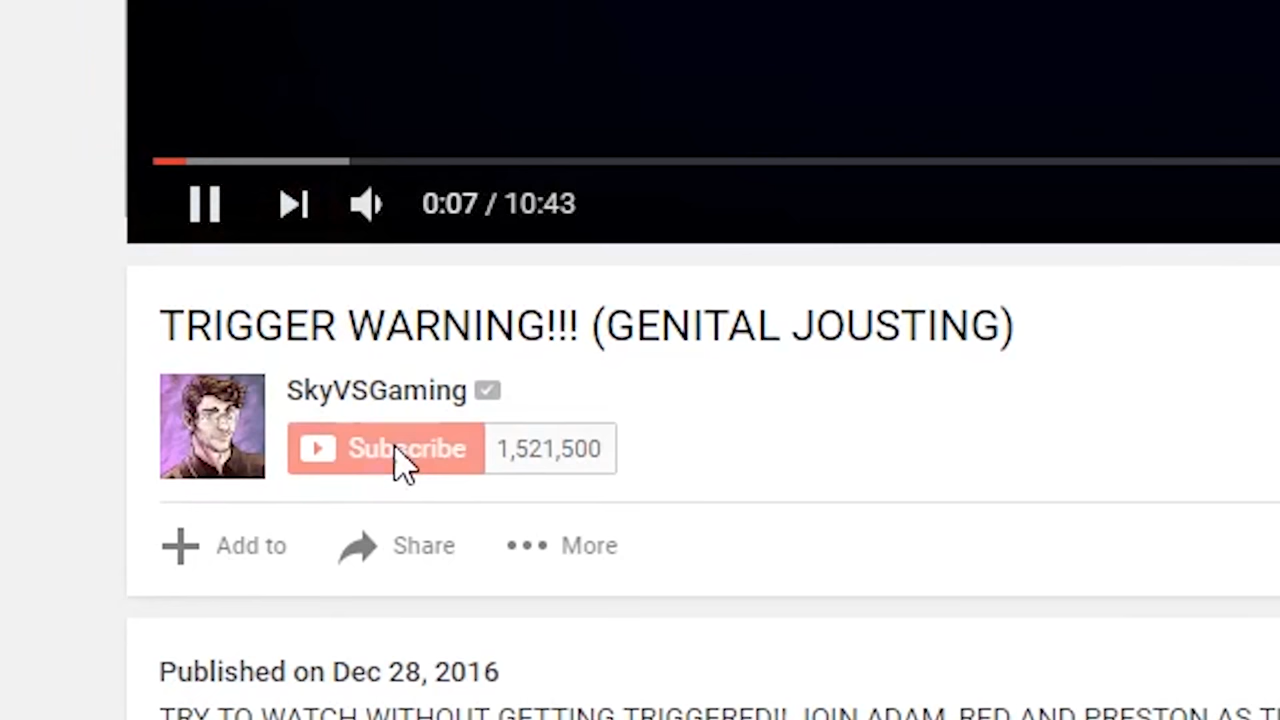 0:07 / 10:43
TRIGGER WARNING!!! (GENITAL JOUSTING)
SkyVSGaming
Subscribe 1,521,500
Add to Share More
Published on Dec 28, 2016
TRY TO WATCH WITHOUT GETTING TRIGGERED!! JOIN ADAM, RED AND PRESTON AS